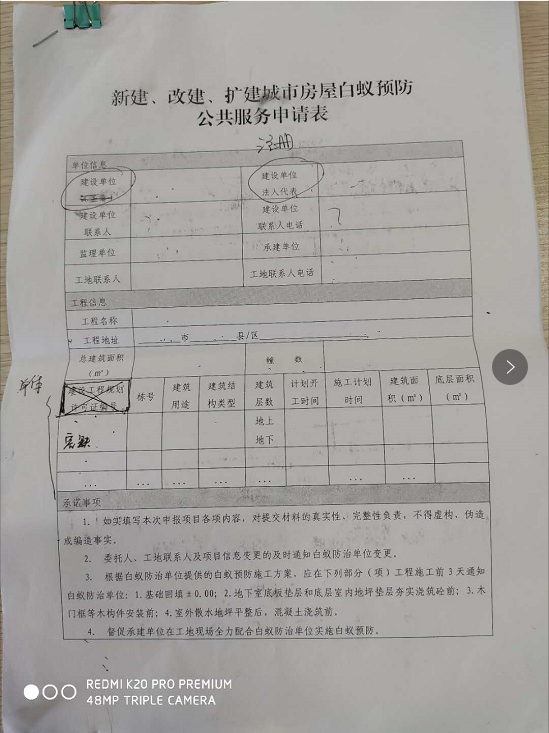 新建、改建、扩建城市房屋白蚁预防
公共服务申请表
单位信息
建设单位 建设单位
法人代表
建设单位 建设单位
联系人 联系人电话 ?
监理单位 承建单位
工地联系人 工地联系人电话
工程信息
工程名称
工程地址 市 县/区
总建筑面积 幢 数
(㎡)
单体
建设工程规划 栋号 建筑 建筑结 建筑 计划开 施工计划 建筑面 底层面积
许可证编号 用途 构类型 层数 工时间 时间 积(㎡) (㎡)
地上
地下
... ... ... ... ... ... ... ... ...
承诺事项
1. 如实填写本次申报项目各项内容，对提交材料的真实性、完整性负责，不得虚构、伪造
或编造事实。
2. 委托人、工地联系人及项目信息变更的及时通知白蚁防治单位变更。
3. 根据白蚁防治单位提供的白蚁预防施工方案，应在下列部分（项）工程施工前3天通知
白蚁防治单位：1.基础回填±0.00；2.地下室底板垫层和底层室内地坪垫层夯实浇筑砼前；3.木
门框等木构件安装前；4.室外散水地坪平整后，混凝土浇筑前。
4. 督促承建单位在工地现场全力配合白蚁防治单位实施白蚁预防。
REDMI K20 PRO PREMIUM
48MP TRIPLE CAMERA